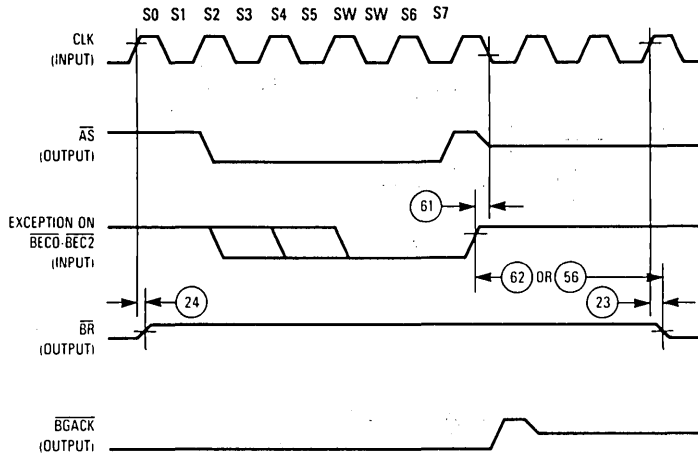 S0 S1 S2 S3 S4 S5 SW SW S6 S7
CLK
(INPUT)
AS
(OUTPUT)
61
EXCEPTION ON
BEC0-BEC2
(INPUT)
62 OR 56
24
23
BR
(OUTPUT)
BGACK
(OUTPUT)